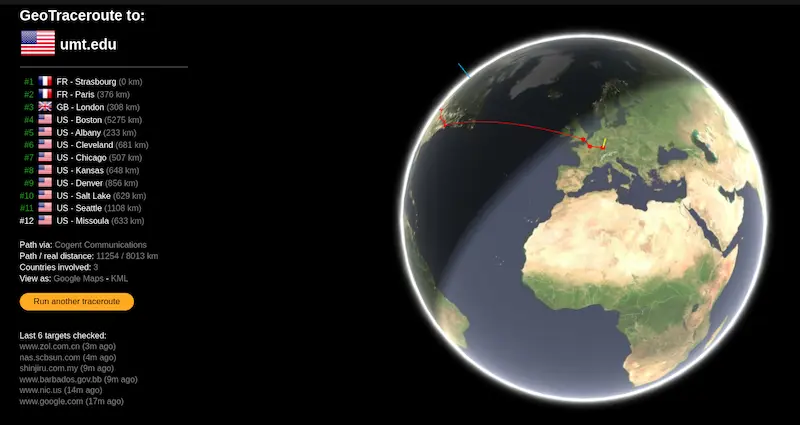 GeoTraceroute to:
umt.edu
#1 FR - Strasbourg (0 km)
#2 FR - Paris (376 km)
#3 GB - London (308 km)
#4 US - Boston (5275 km)
#5 US - Albany (233 km)
#6 US - Cleveland (681 km)
#7 US - Chicago (507 km)
#8 US - Kansas (648 km)
#9 US - Denver (856 km)
#10 US - Salt Lake (629 km)
#11 US - Seattle (1108 km)
#12 US - Missoula (633 km)
Path via: Cogent Communications
Path / real distance: 11254 / 8013 km
Countries involved: 3
View as: Google Maps - KML
Run another traceroute
Last 6 targets checked:
www.zol.com.cn (3m ago)
nas.scbsun.com (4m ago)
shinjiru.com.my (9m ago)
www.barbados.gov.bb (9m ago)
www.nic.us (14m ago)
www.google.com (17m ago)